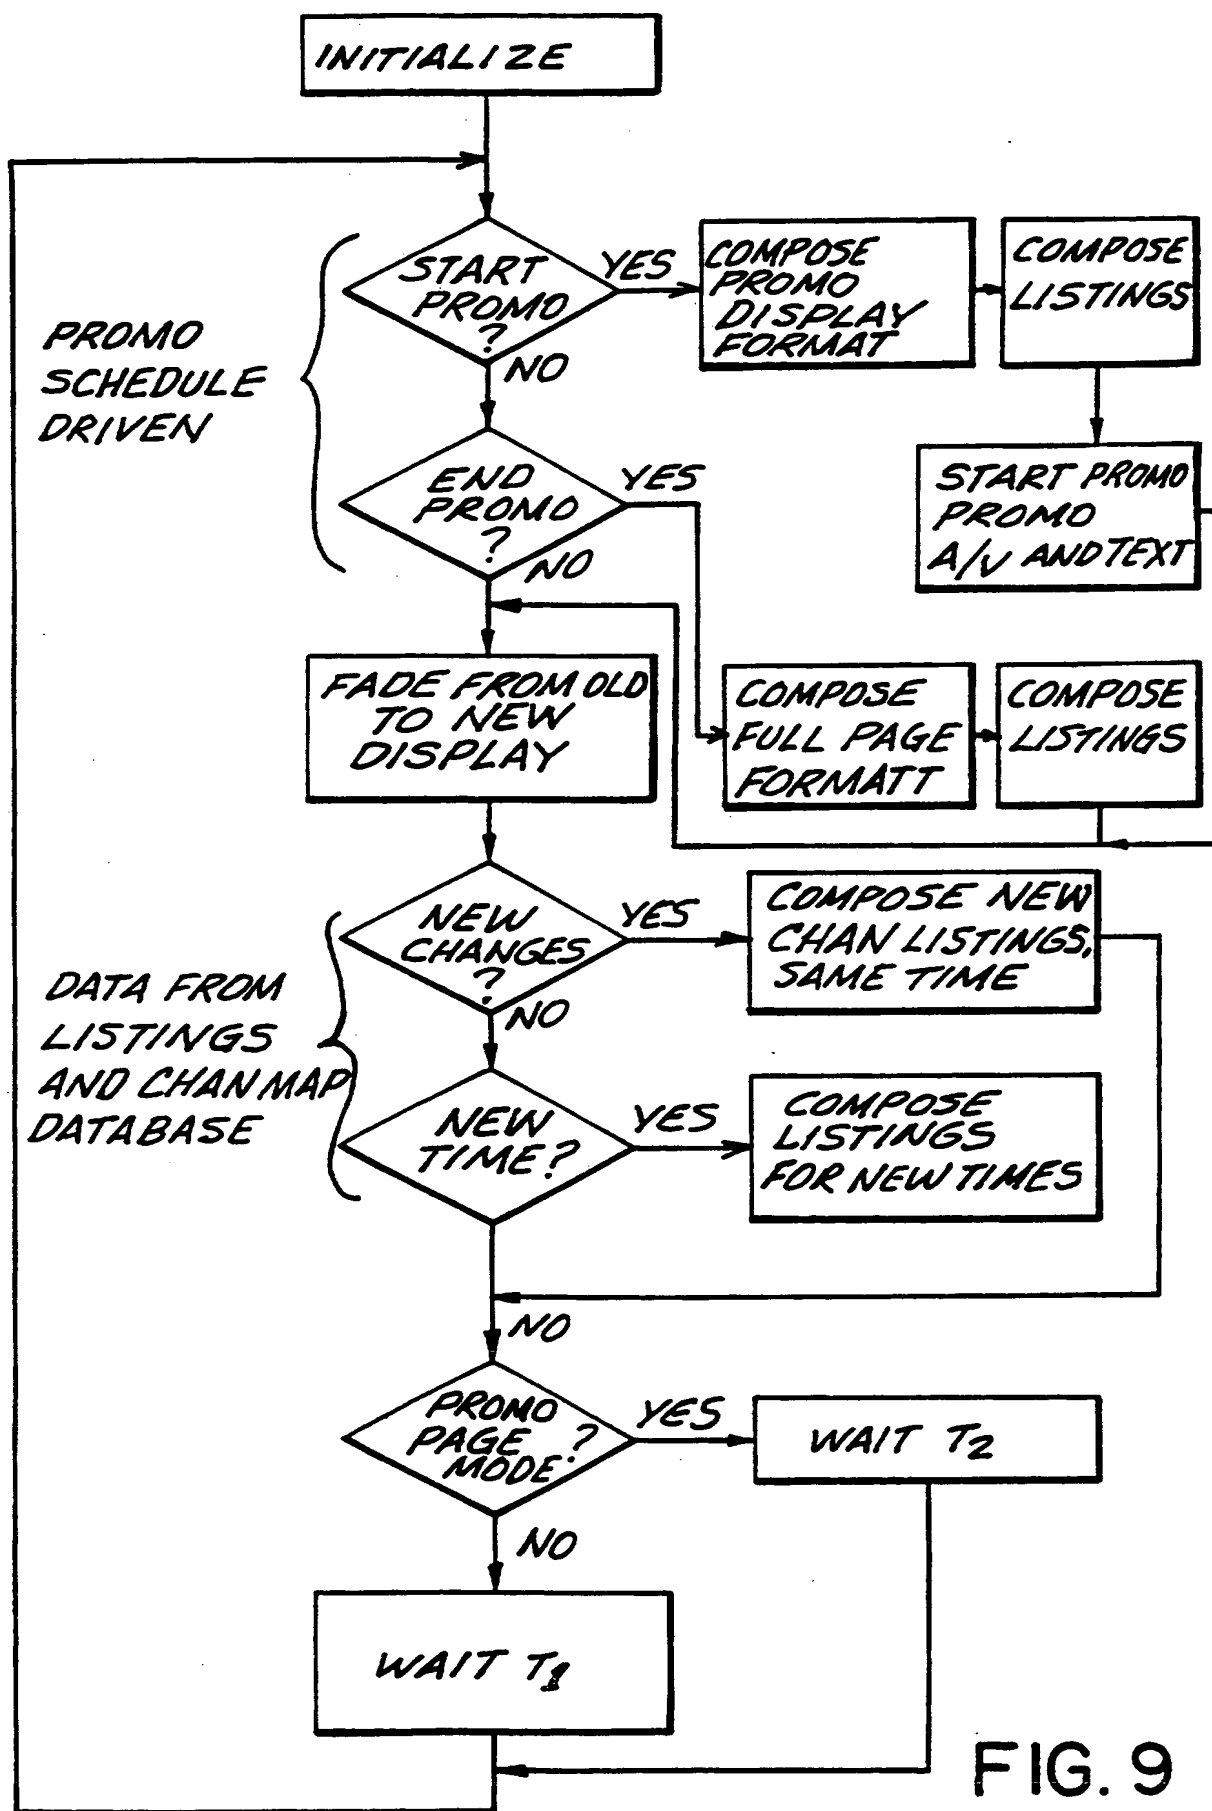 INITIALIZE
START
PROMO
?
YES
NO
COMPOSE
PROMO
DISPLAY
FORMAT
COMPOSE
LISTINGS
PROMO
SCHEDULE
DRIVEN
END
PROMO
?
YES
NO
START PROMO
PROMO
A/V AND TEXT
FADE FROM OLD
TO NEW
DISPLAY
COMPOSE
FULL PAGE
FORMATT
COMPOSE
LISTINGS
NEW
CHANGES
?
YES
NO
COMPOSE NEW
CHAN LISTINGS,
SAME TIME
DATA FROM
LISTINGS
AND CHAN MAP
DATABASE
NEW
TIME?
YES
COMPOSE
LISTINGS
FOR NEW TIMES
NO
PROMO
PAGE ?
MODE
YES
NO
WAIT T2
WAIT T1
FIG. 9